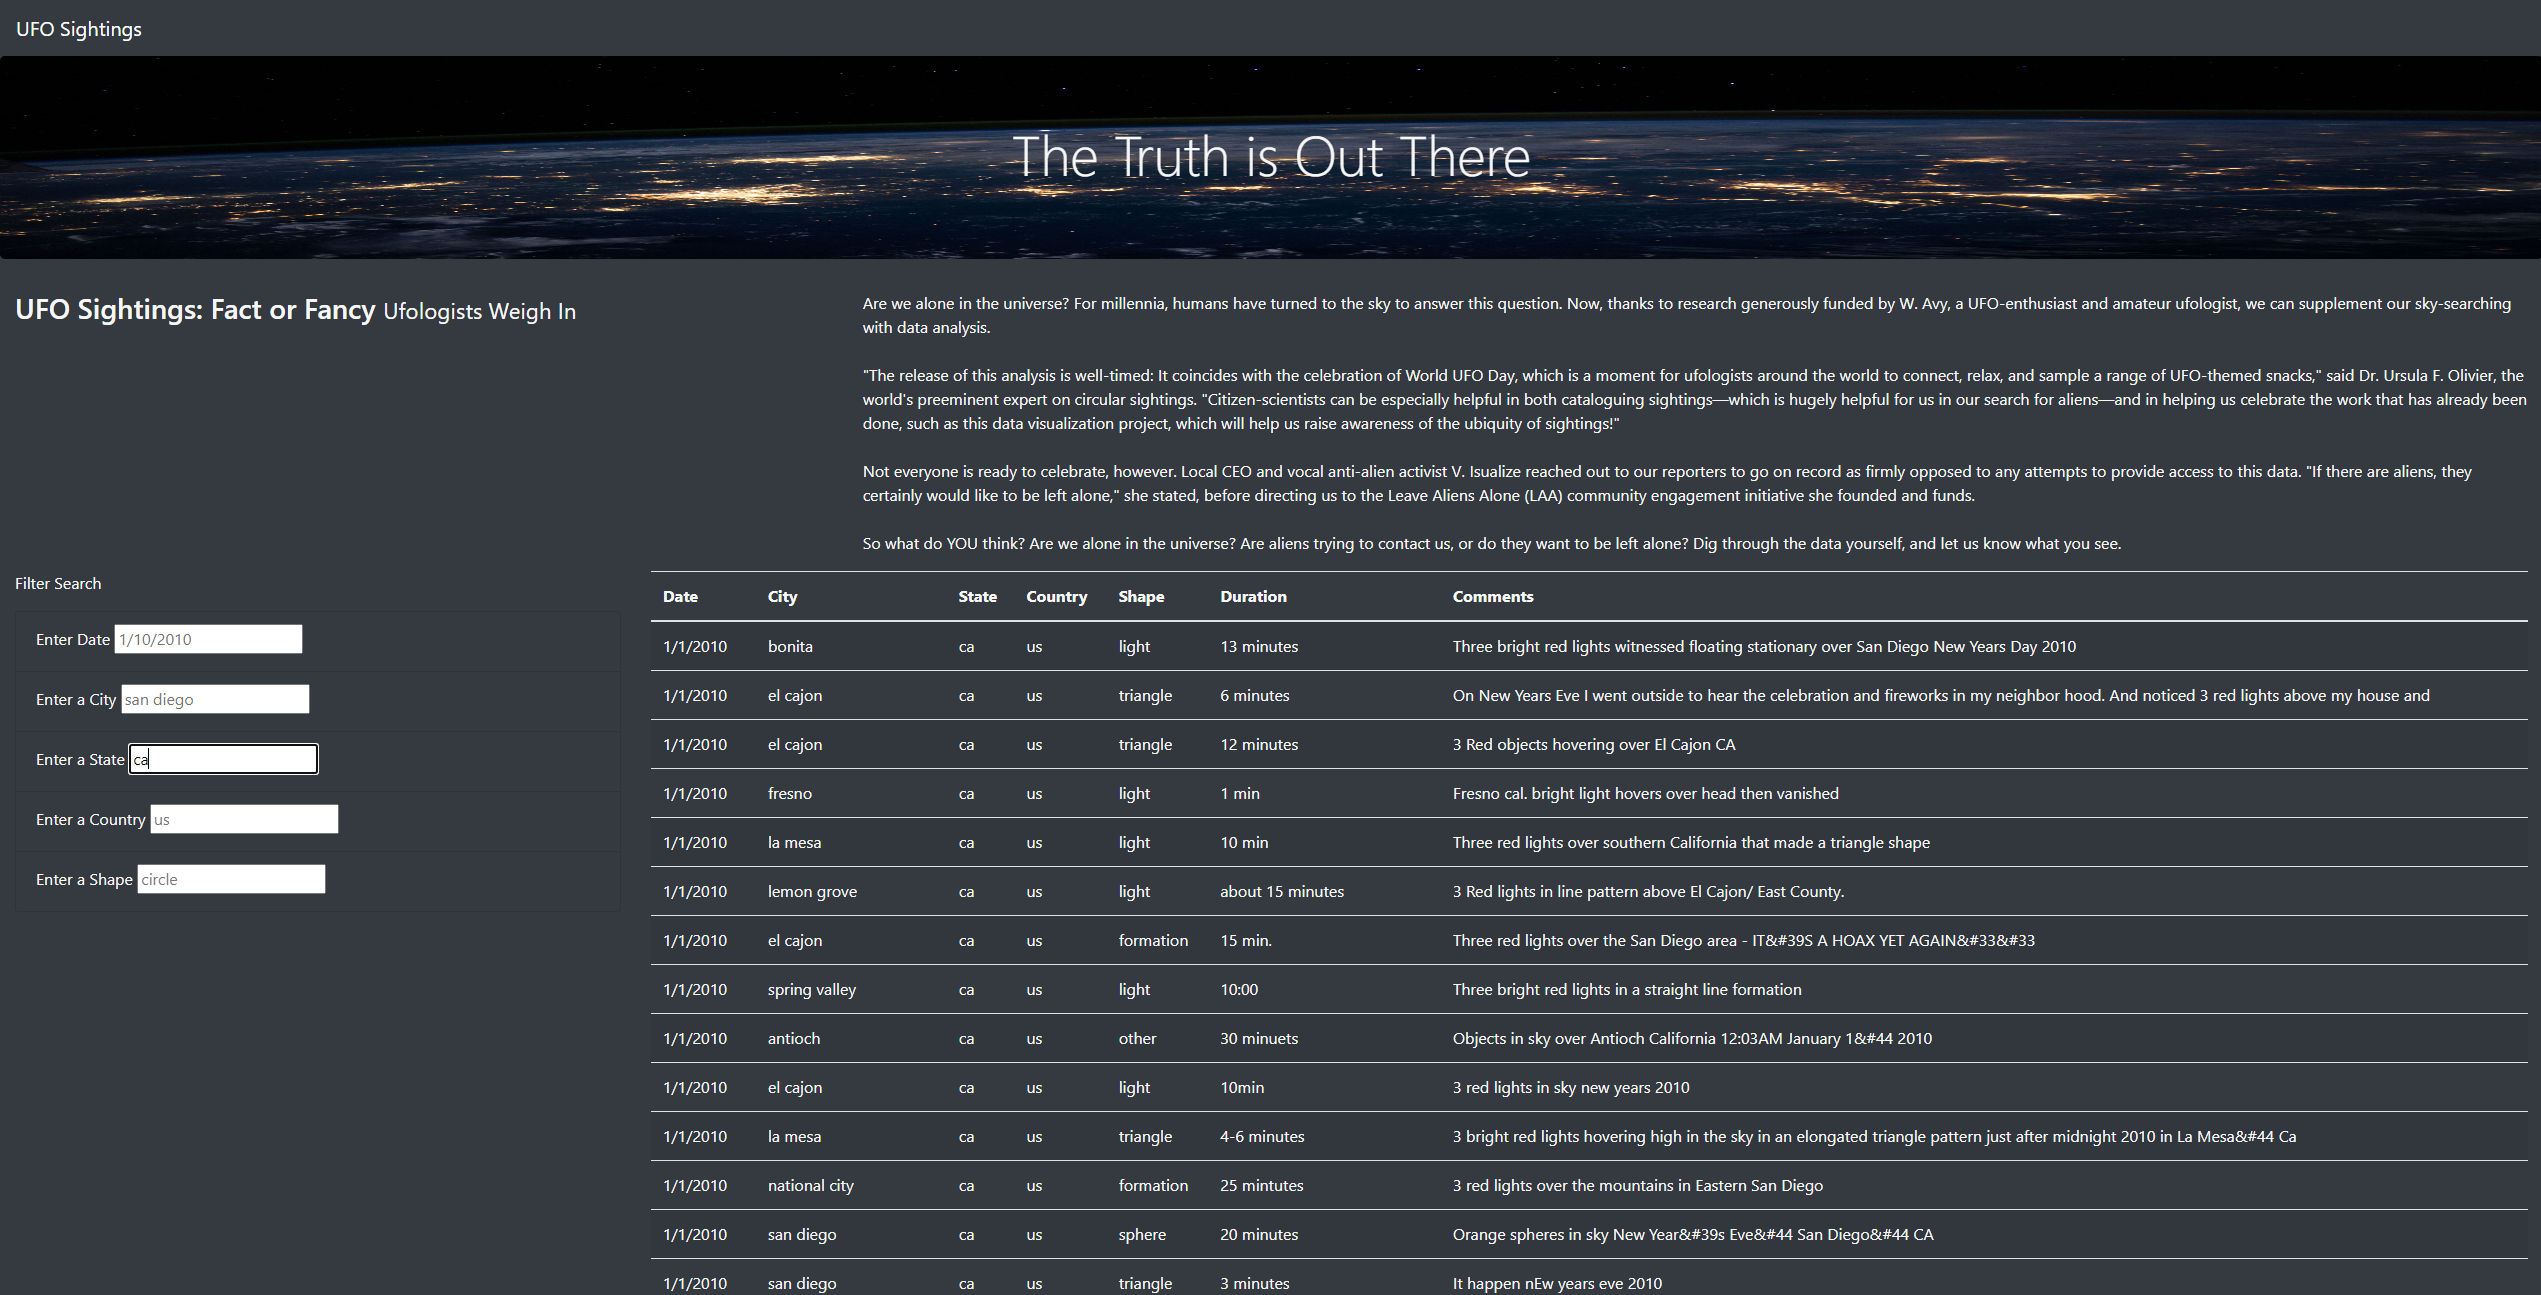 UFO Sightings
The Truth is Out There
UFO Sightings: Fact or Fancy Ufologists Weigh In
Are we alone in the universe? For millennia, humans have turned to the sky to answer this question. Now, thanks to research generously funded by W. Avy, a UFO-enthusiast and amateur ufologist, we can supplement our sky-searching
with data analysis.
"The release of this analysis is well-timed: It coincides with the celebration of World UFO Day, which is a moment for ufologists around the world to connect, relax, and sample a range of UFO-themed snacks," said Dr. Ursula F. Olivier, the
world's preeminent expert on circular sightings. "Citizen-scientists can be especially helpful in both cataloguing sightings—which is hugely helpful for us in our search for aliens—and in helping us celebrate the work that has already been
done, such as this data visualization project, which will help us raise awareness of the ubiquity of sightings!"
Not everyone is ready to celebrate, however. Local CEO and vocal anti-alien activist V. Isualize reached out to our reporters to go on record as firmly opposed to any attempts to provide access to this data. "If there are aliens, they
certainly would like to be left alone," she stated, before directing us to the Leave Aliens Alone (LAA) community engagement initiative she founded and funds.
So what do YOU think? Are we alone in the universe? Are aliens trying to contact us, or do they want to be left alone? Dig through the data yourself, and let us know what you see.
Filter Search
Enter Date 1/10/2010
Enter a City san diego
Enter a State ca
Enter a Country us
Enter a Shape circle
Date City State Country Shape Duration Comments
1/1/2010 bonita ca us light 13 minutes Three bright red lights witnessed floating stationary over San Diego New Years Day 2010
1/1/2010 el cajon ca us triangle 6 minutes On New Years Eve I went outside to hear the celebration and fireworks in my neighbor hood. And noticed 3 red lights above my house and
1/1/2010 el cajon ca us triangle 12 minutes 3 Red objects hovering over El Cajon CA
1/1/2010 fresno ca us light 1 min Fresno cal. bright light hovers over head then vanished
1/1/2010 la mesa ca us light 10 min Three red lights over southern California that made a triangle shape
1/1/2010 lemon grove ca us light about 15 minutes 3 Red lights in line pattern above El Cajon/ East County.
1/1/2010 el cajon ca us formation 15 min. Three red lights over the San Diego area - IT&#39S A HOAX YET AGAIN&#33&#33
1/1/2010 spring valley ca us light 10:00 Three bright red lights in a straight line formation
1/1/2010 antioch ca us other 30 minuets Objects in sky over Antioch California 12:03AM January 1&#44 2010
1/1/2010 el cajon ca us light 10min 3 red lights in sky new years 2010
1/1/2010 la mesa ca us triangle 4-6 minutes 3 bright red lights hovering high in the sky in an elongated triangle pattern just after midnight 2010 in La Mesa&#44 Ca
1/1/2010 national city ca us formation 25 mintutes 3 red lights over the mountains in Eastern San Diego
1/1/2010 san diego ca us sphere 20 minutes Orange spheres in sky New Year&#39s Eve&#44 San Diego&#44 CA
1/1/2010 san diego ca us triangle 3 minutes It happen nEw years eve 2010